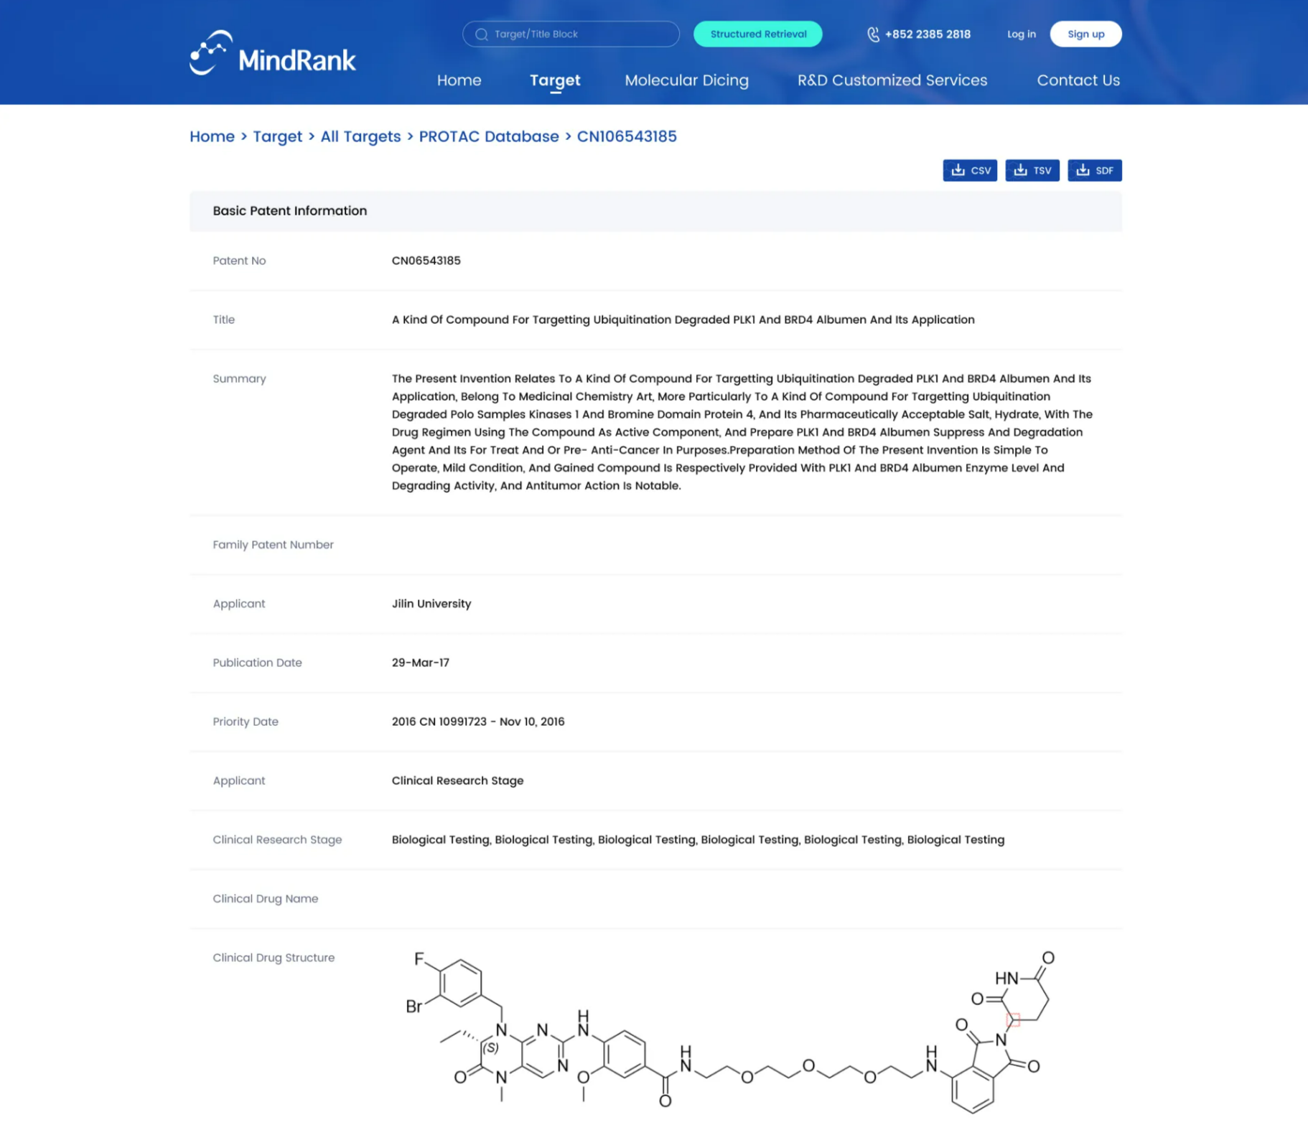 MindRank
Target/Title Block
Structured Retrieval
+852 2385 2818
Log in
Sign up
Home
Target
Molecular Dicing
R&D Customized Services
Contact Us
Home > Target > All Targets > PROTAC Database > CN106543185
CSV
TSV
SDF
Basic Patent Information
Patent No
CN06543185
Title
A Kind Of Compound For Targetting Ubiquitination Degraded PLK1 And BRD4 Albumen And Its Application
Summary
The Present Invention Relates To A Kind Of Compound For Targetting Ubiquitination Degraded PLK1 And BRD4 Albumen And Its
Application, Belong To Medicinal Chemistry Art, More Particularly To A Kind Of Compound For Targetting Ubiquitination
Degraded Polo Samples Kinases 1 And Bromine Domain Protein 4, And Its Pharmaceutically Acceptable Salt, Hydrate, With The
Drug Regimen Using The Compound As Active Component, And Prepare PLK1 And BRD4 Albumen Suppress And Degradation
Agent And Its For Treat And Or Pre- Anti-Cancer In Purposes.Preparation Method Of The Present Invention Is Simple To
Operate, Mild Condition, And Gained Compound Is Respectively Provided With PLK1 And BRD4 Albumen Enzyme Level And
Degrading Activity, And Antitumor Action Is Notable.
Family Patent Number
Applicant
Jilin University
Publication Date
29-Mar-17
Priority Date
2016 CN 10991723 - Nov 10, 2016
Applicant
Clinical Research Stage
Clinical Research Stage
Biological Testing, Biological Testing, Biological Testing, Biological Testing, Biological Testing, Biological Testing
Clinical Drug Name
Clinical Drug Structure
F
Br
N
(S)
O
N
N
N
H
N
O
O
H
N
O
O
O
H
N
O
N
O
O
HN
O